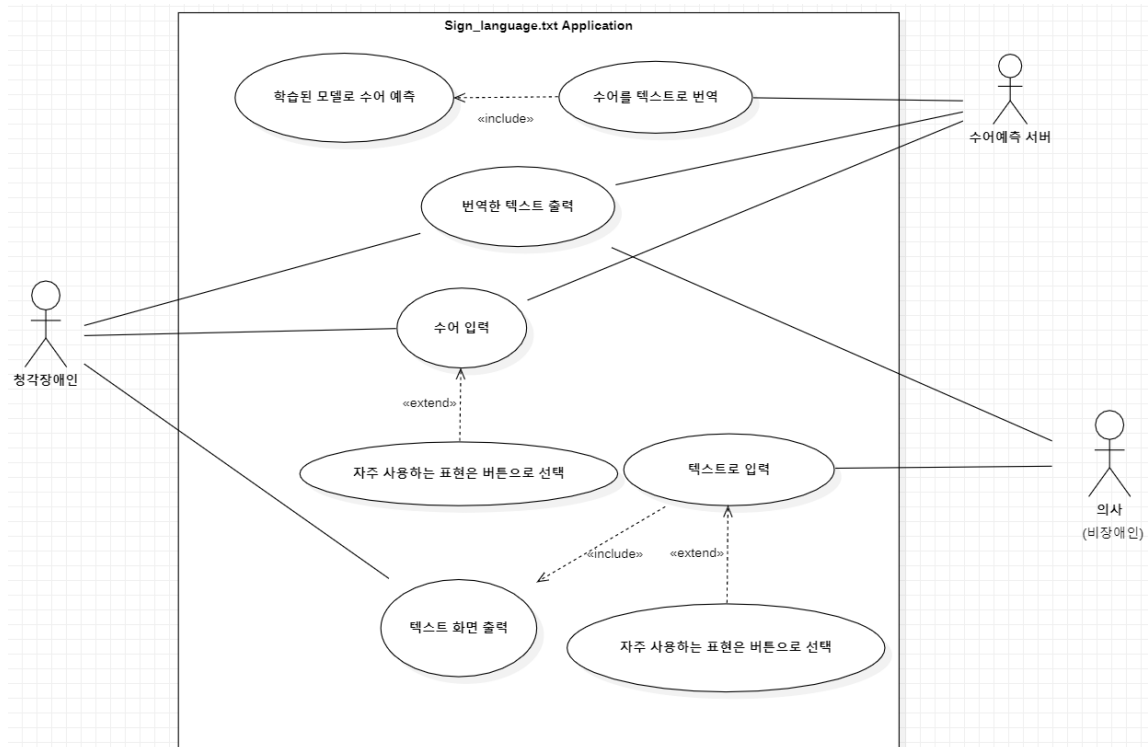 Sign_language.txt Application
학습된 모델로 수어 예측
수어를 텍스트로 번역
«include»
수어예측 서버
번역한 텍스트 출력
수어 입력
청각장애인
«extend»
자주 사용하는 표현은 버튼으로 선택
텍스트로 입력
의사
(비장애인)
«include»
«extend»
텍스트 화면 출력
자주 사용하는 표현은 버튼으로 선택